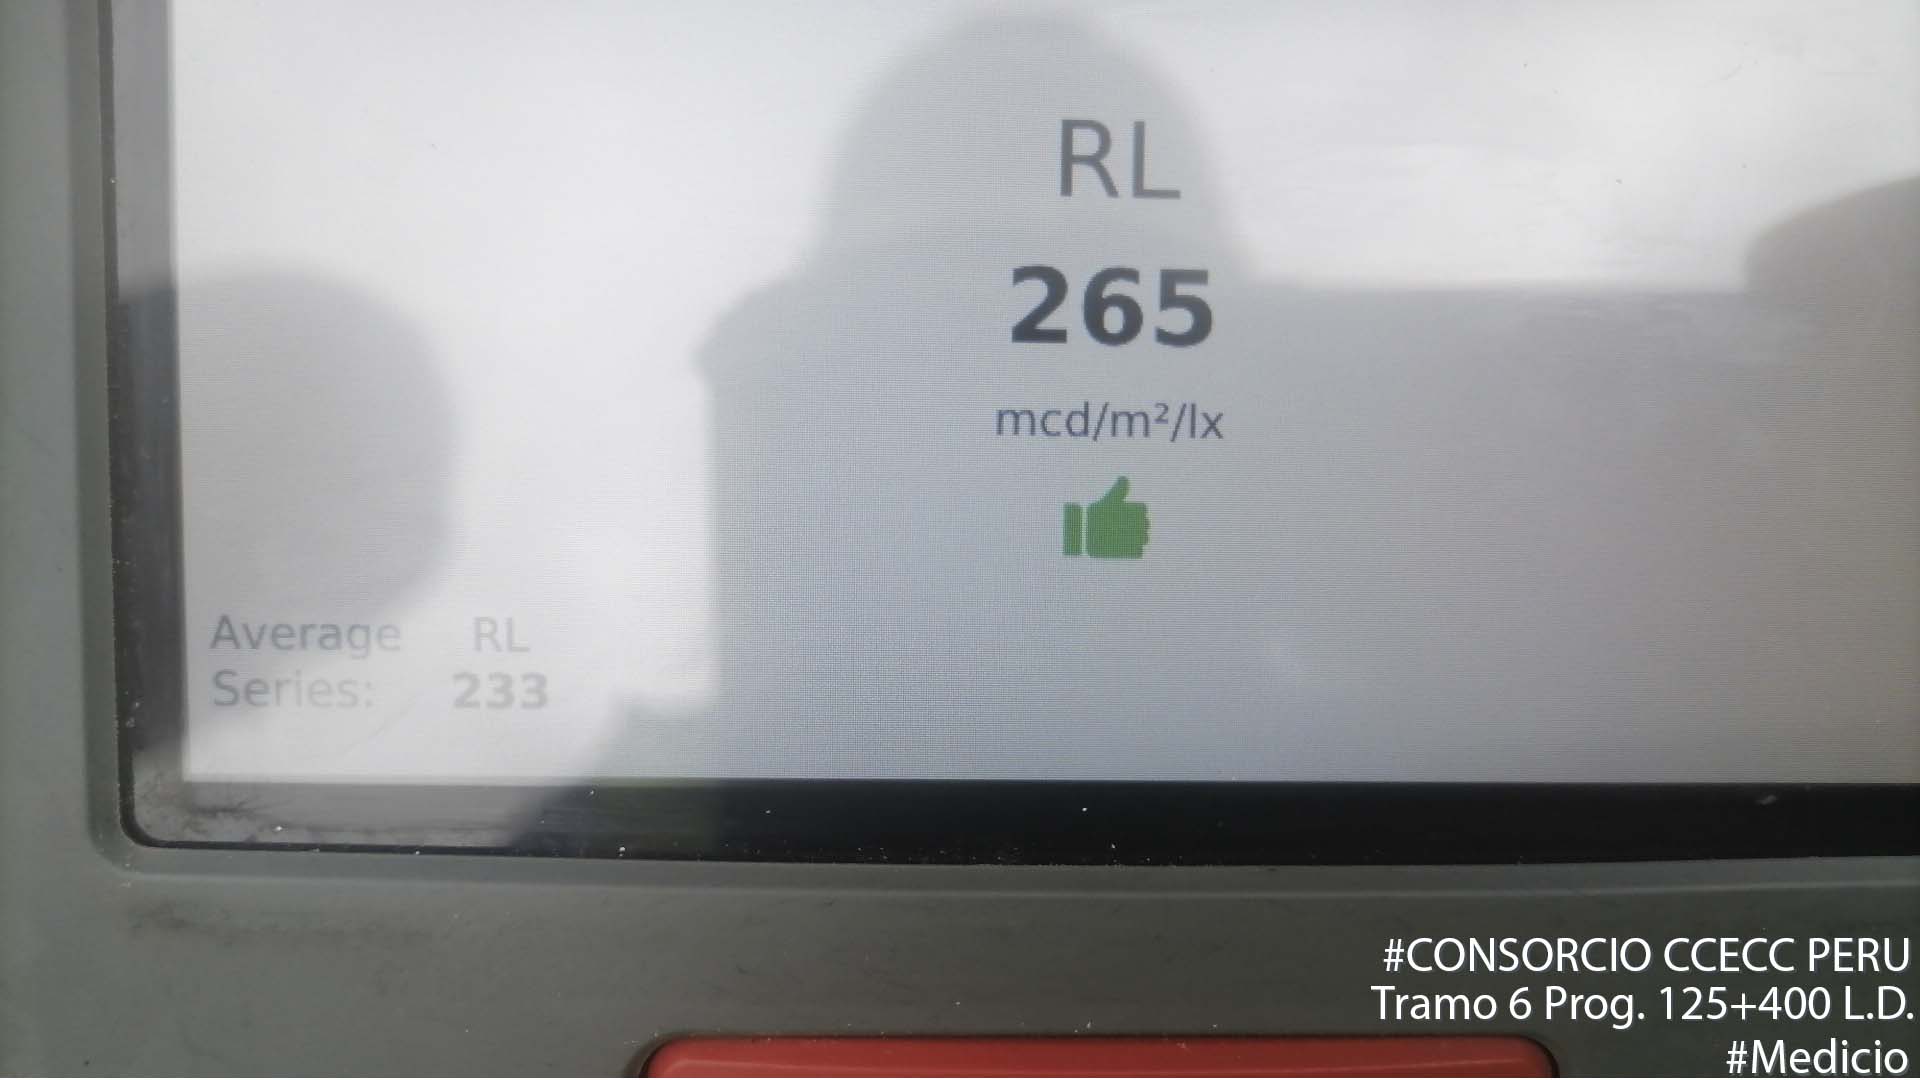 RL
265
mcd/m²/lx
Average RL
Series: 233
#CONSORCIO CCECC PERU
Tramo 6 Prog. 125+400 L.D.
#Medicio